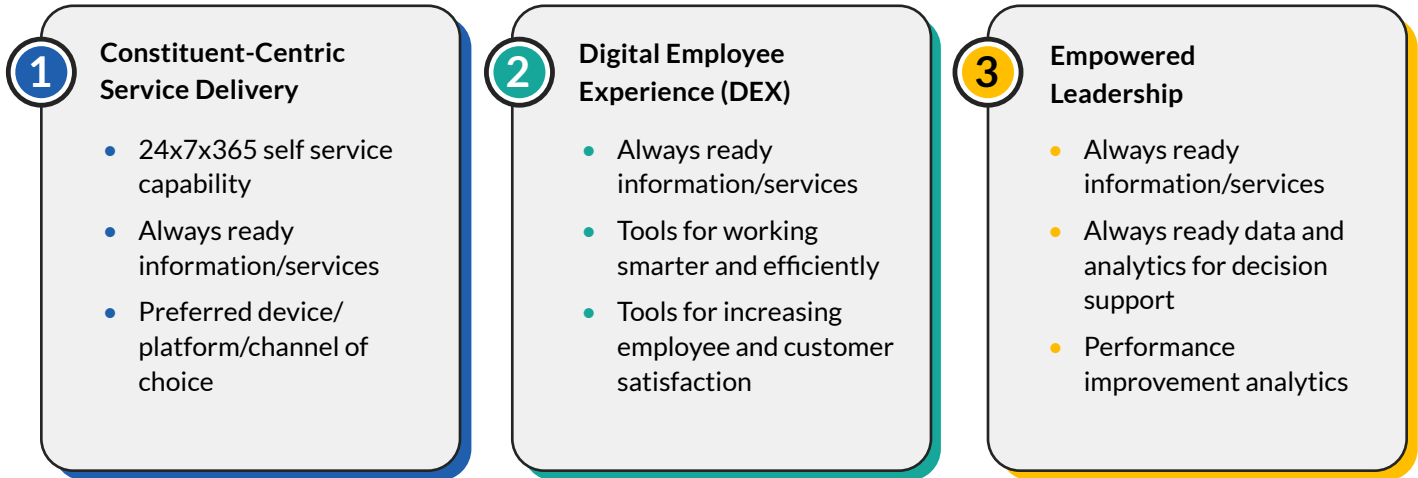 1
Constituent-Centric
Service Delivery
• 24x7x365 self service
capability
• Always ready
information/services
• Preferred device/
platform/channel of
choice
2
Digital Employee
Experience (DEX)
• Always ready
information/services
• Tools for working
smarter and efficiently
• Tools for increasing
employee and customer
satisfaction
3
Empowered
Leadership
• Always ready
information/services
• Always ready data and
analytics for decision
support
• Performance
improvement analytics